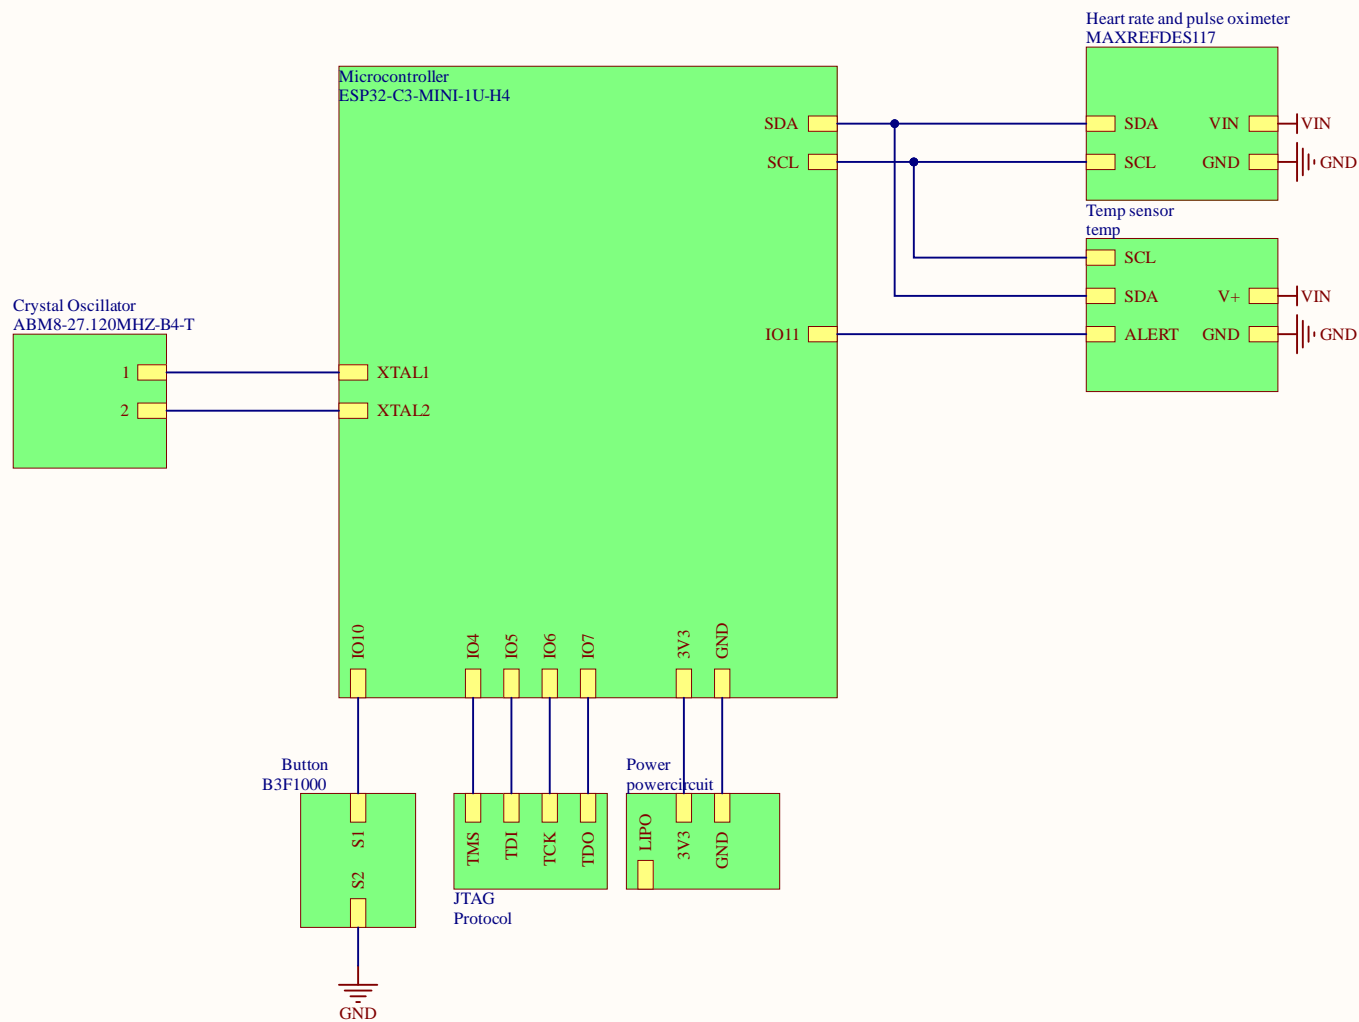 Heart rate and pulse oximeter
MAXREFDES117
Microcontroller
ESP32-C3-MINI-1U-H4
SDA
SCL
IO11
XTAL1
XTAL2
IO10
IO4
IO5
IO6
IO7
3V3
GND
SDA
SCL
VIN
GND
VIN
GND
Temp sensor
temp
SCL
SDA
ALERT
V+
GND
VIN
GND
Crystal Oscillator
ABM8-27.120MHZ-B4-T
1
2
Button
B3F1000
S1
S2
GND
TMS
TDI
TCK
TDO
JTAG
Protocol
Power
powercircuit
LIPO
3V3
GND